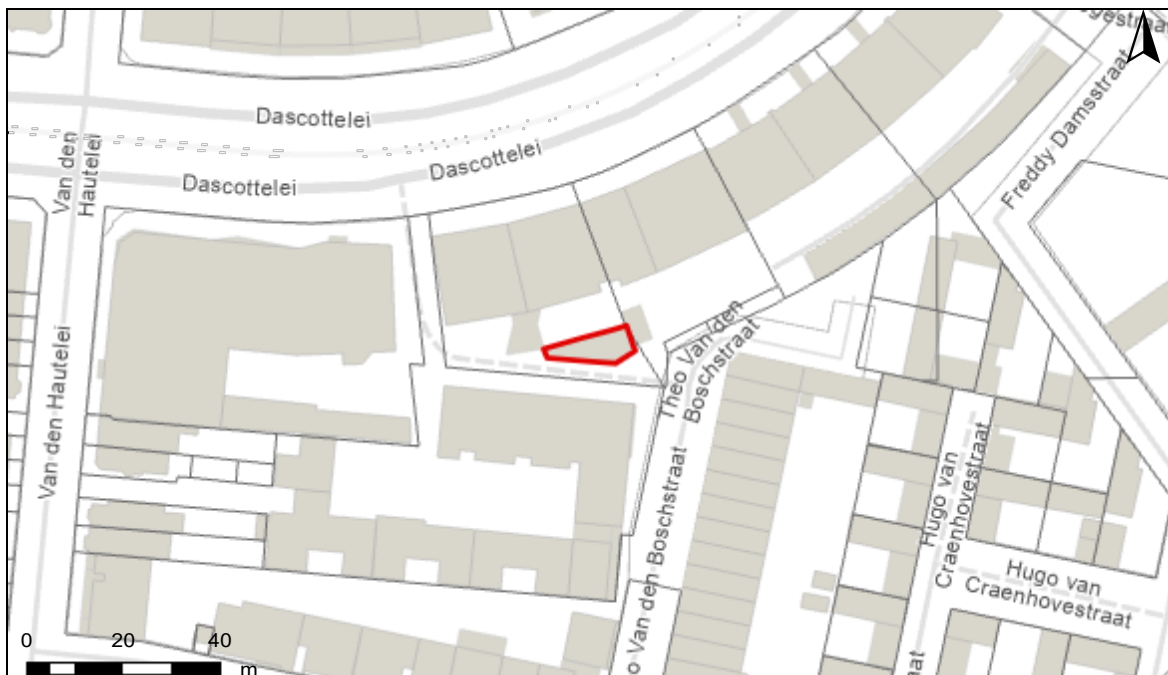 Dascottelei
Dascottelei
Dascottelei
Van den
Hautelei
Freddy Damsstraat
Van den Hautelei
Theo Van den
Boschstraat
Van den Boschstraat
Hugo van
Craenhovestraat
Hugo van
Craenhovestraat
0 20 40
m